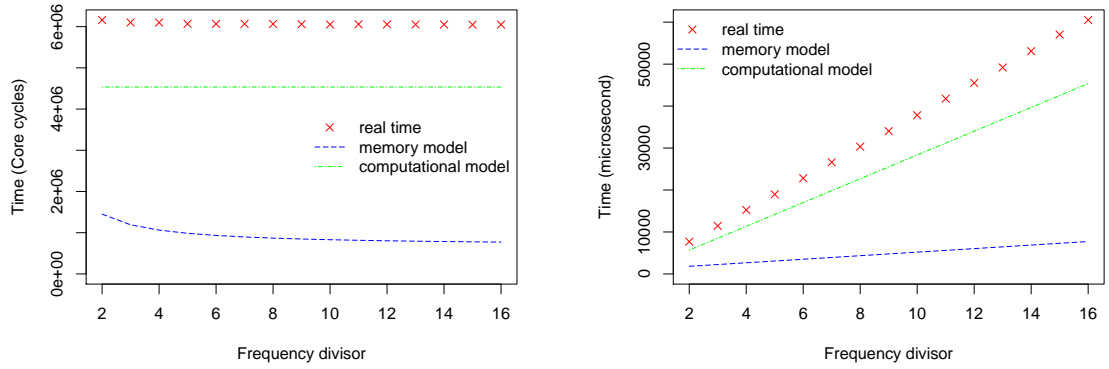 6e+06
4e+06
2e+06
0e+00
Time (Core cycles)
real time
memory model
computational model
2 4 6 8 10 12 14 16
Frequency divisor
50000
30000
10000
0
Time (microsecond)
real time
memory model
computational model
2 4 6 8 10 12 14 16
Frequency divisor